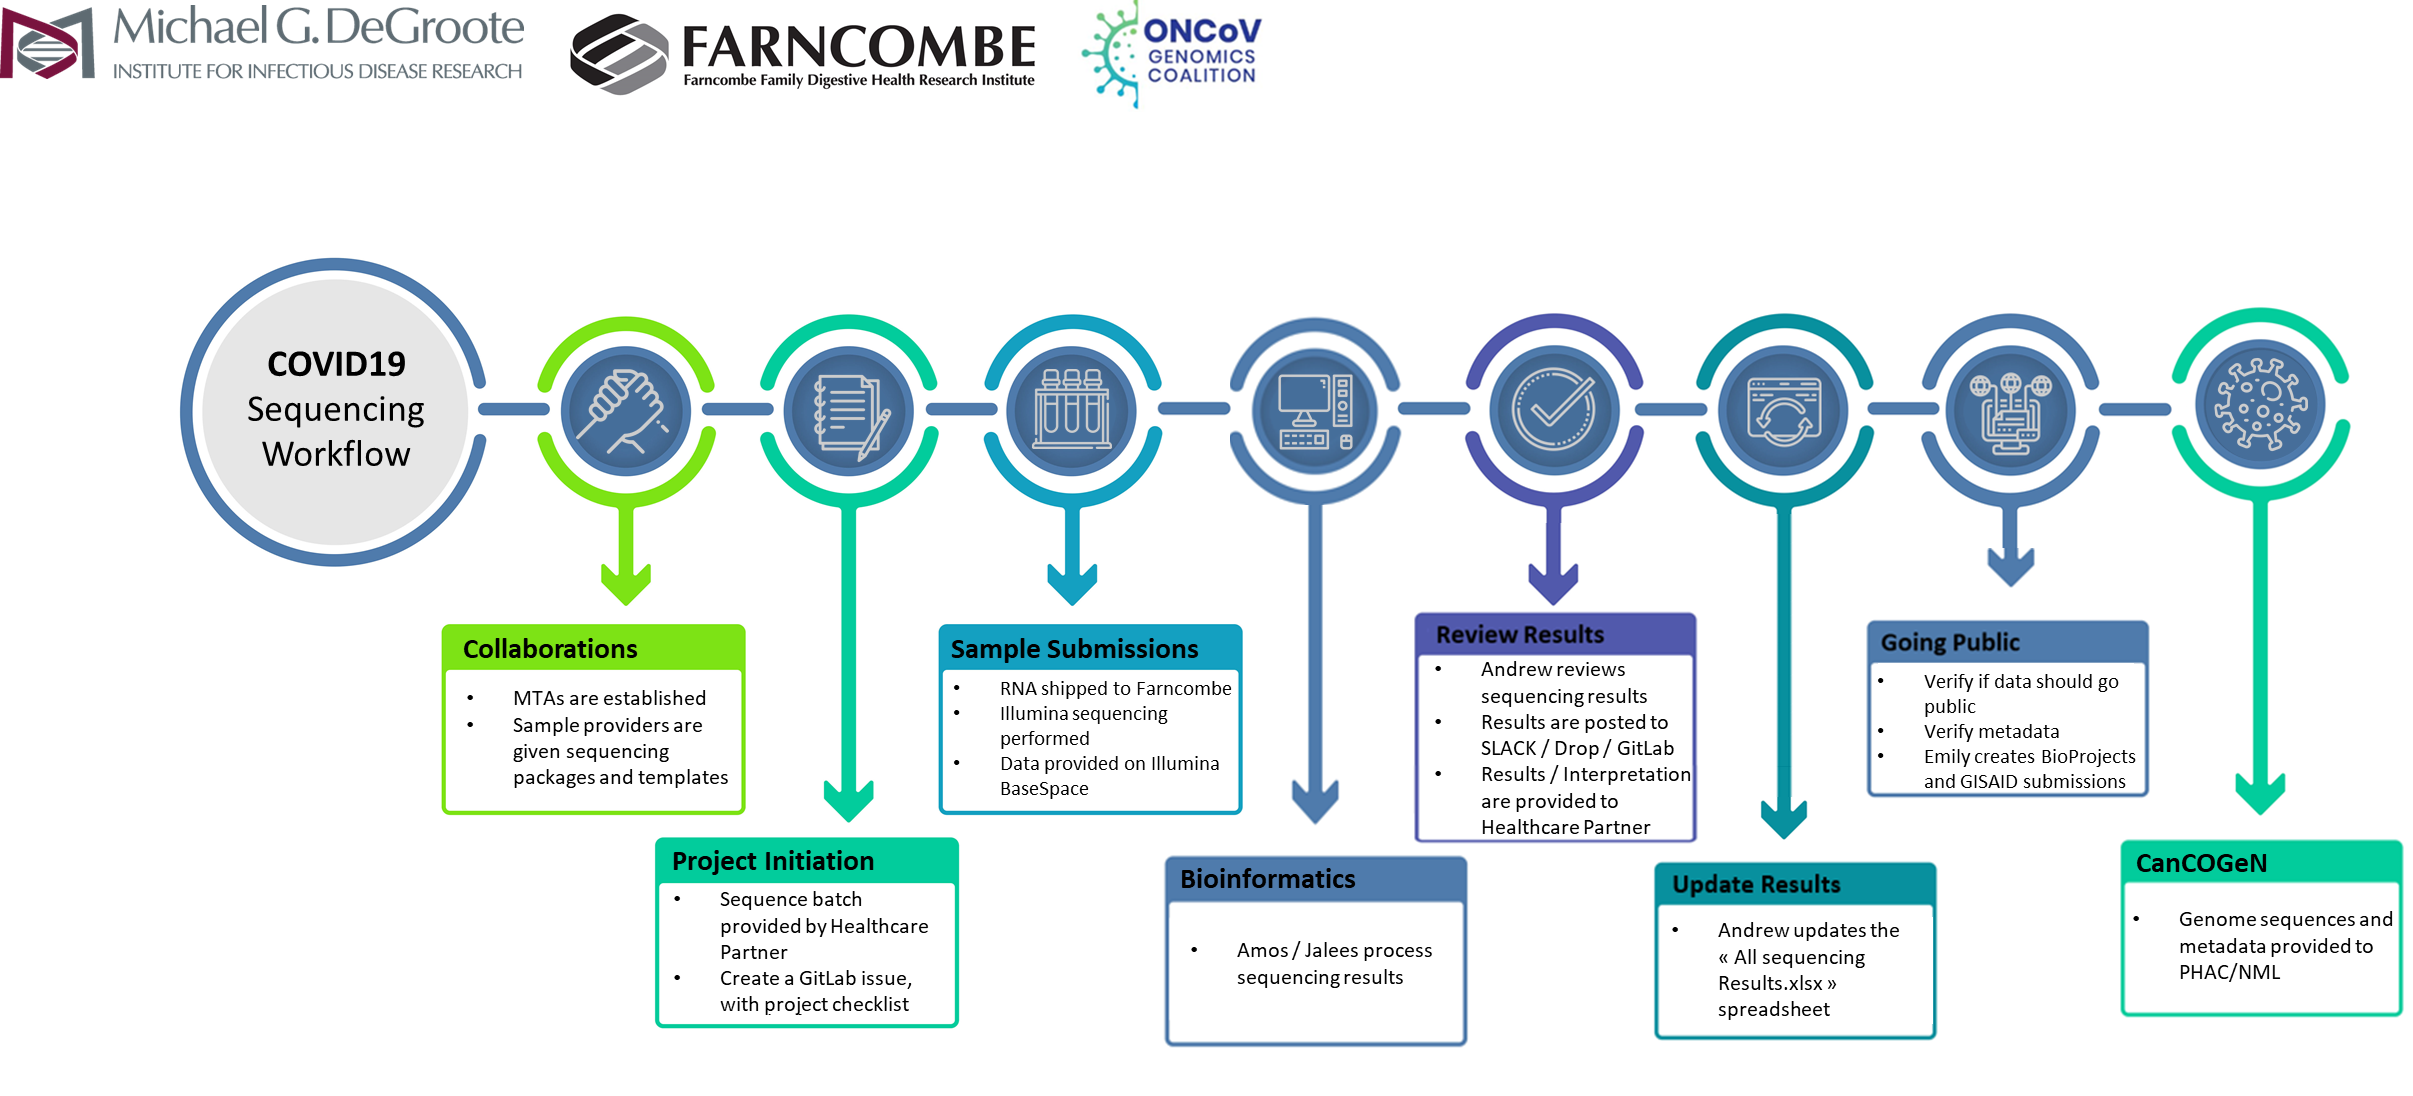 Michael G. DeGroote
INSTITUTE FOR INFECTIOUS DISEASE RESEARCH
FARNCOMBE
Farncombe Family Digestive Health Research Institute
ONCoV
GENOMICS
COALITION
COVID19
Sequencing
Workflow
Collaborations
• MTAs are established
• Sample providers are
given sequencing
packages and templates
Project Initiation
• Sequence batch
provided by Healthcare
Partner
• Create a GitLab issue,
with project checklist
Sample Submissions
• RNA shipped to Farncombe
• Illumina sequencing
performed
• Data provided on Illumina
BaseSpace
Bioinformatics
• Amos / Jalees process
sequencing results
Review Results
• Andrew reviews
sequencing results
• Results are posted to
SLACK / Drop / GitLab
• Results / Interpretation
are provided to
Healthcare Partner
Update Results
• Andrew updates the
« All sequencing
Results.xlsx »
spreadsheet
Going Public
• Verify if data should go
public
• Verify metadata
• Emily creates BioProjects
and GISAID submissions
CanCOGeN
• Genome sequences and
metadata provided to
PHAC/NML